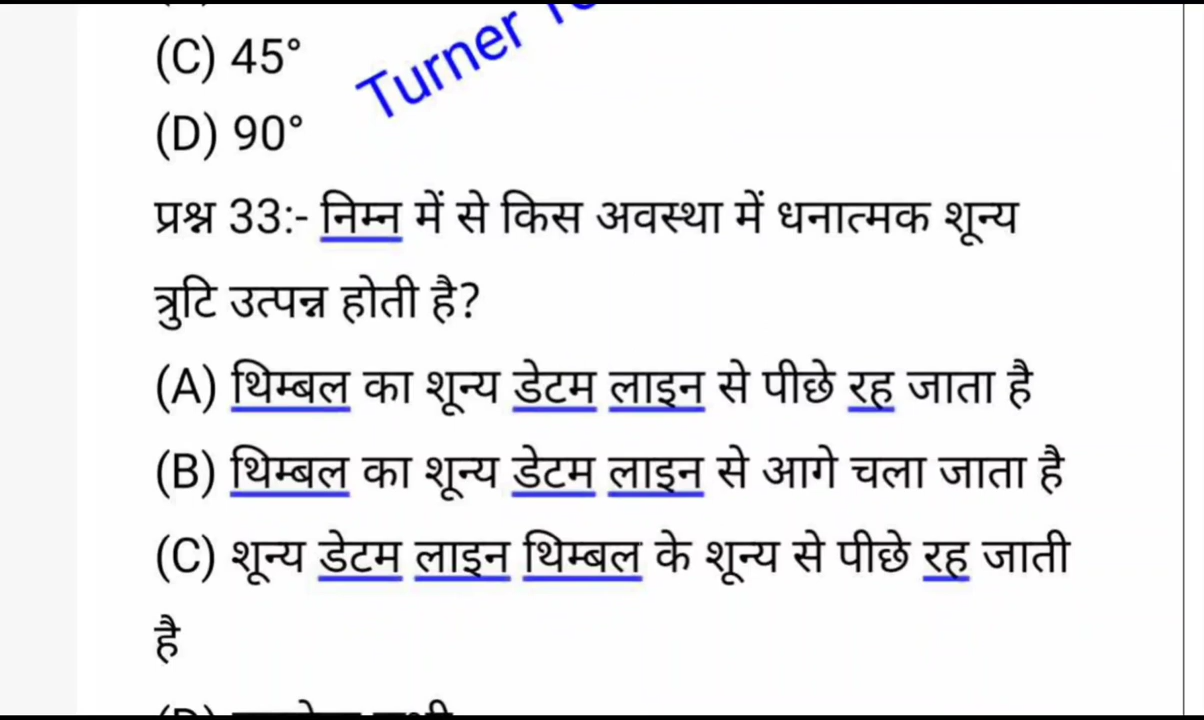 (C) 45°
Turner
(D) 90°
प्रश्न 33:- निम्न में से किस अवस्था में धनात्मक शून्य
त्रुटि उत्पन्न होती है?
(A) थिम्बल का शून्य डेटम लाइन से पीछे रह जाता है
(B) थिम्बल का शून्य डेटम लाइन से आगे चला जाता है
(C) शून्य डेटम लाइन थिम्बल के शून्य से पीछे रह जाती
है